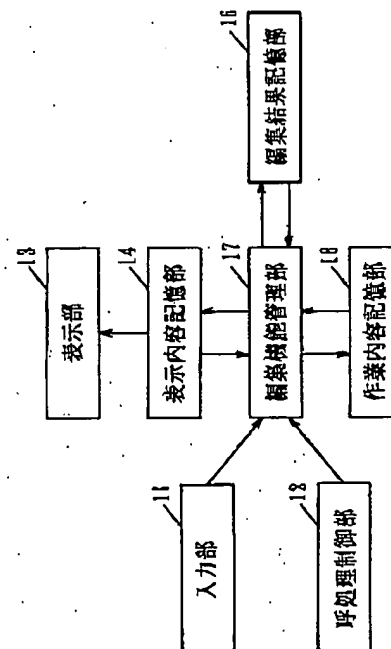 13
表示部
14
表示内容記憶部
11
入力部
17
編集機能管理部
16
編集結果記憶部
12
呼処理制御部
18
作業内容記憶部